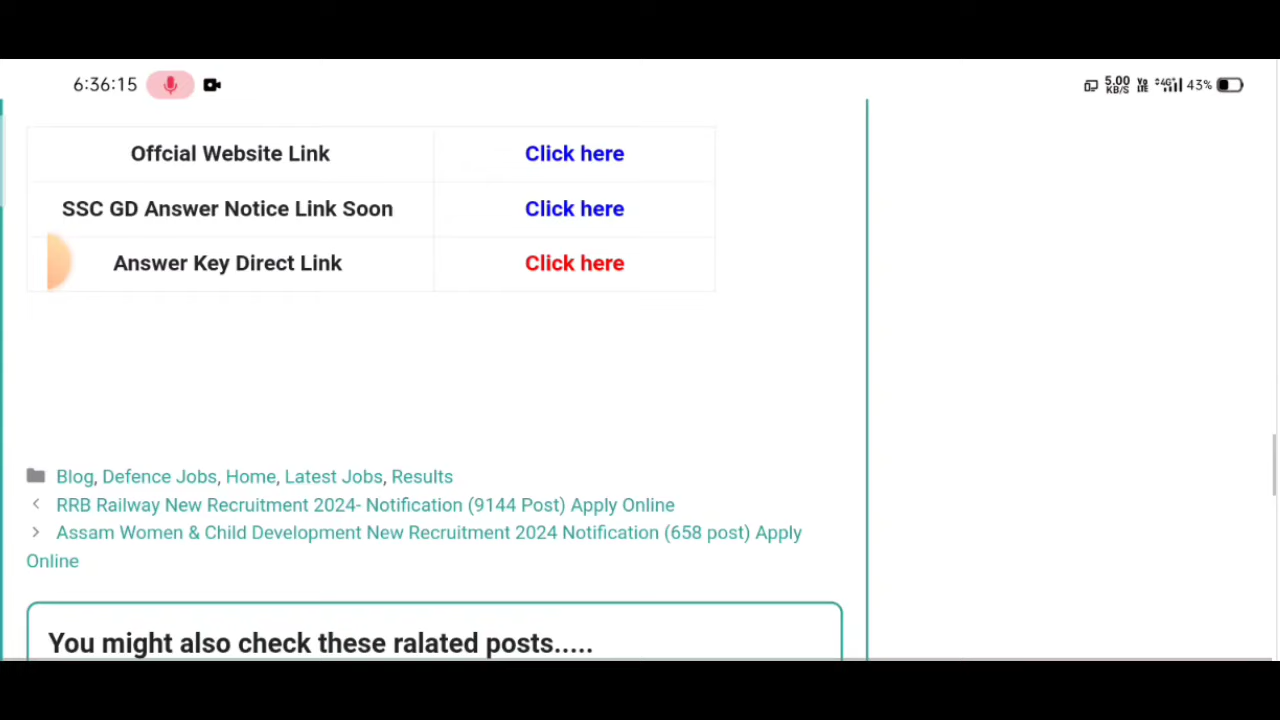 6:36:15 5.00 KB/S Vo LTE 4G 43%
Offcial Website Link Click here
SSC GD Answer Notice Link Soon Click here
Answer Key Direct Link Click here
Blog, Defence Jobs, Home, Latest Jobs, Results
RRB Railway New Recruitment 2024- Notification (9144 Post) Apply Online
Assam Women & Child Development New Recruitment 2024 Notification (658 post) Apply
Online
You might also check these ralated posts.....